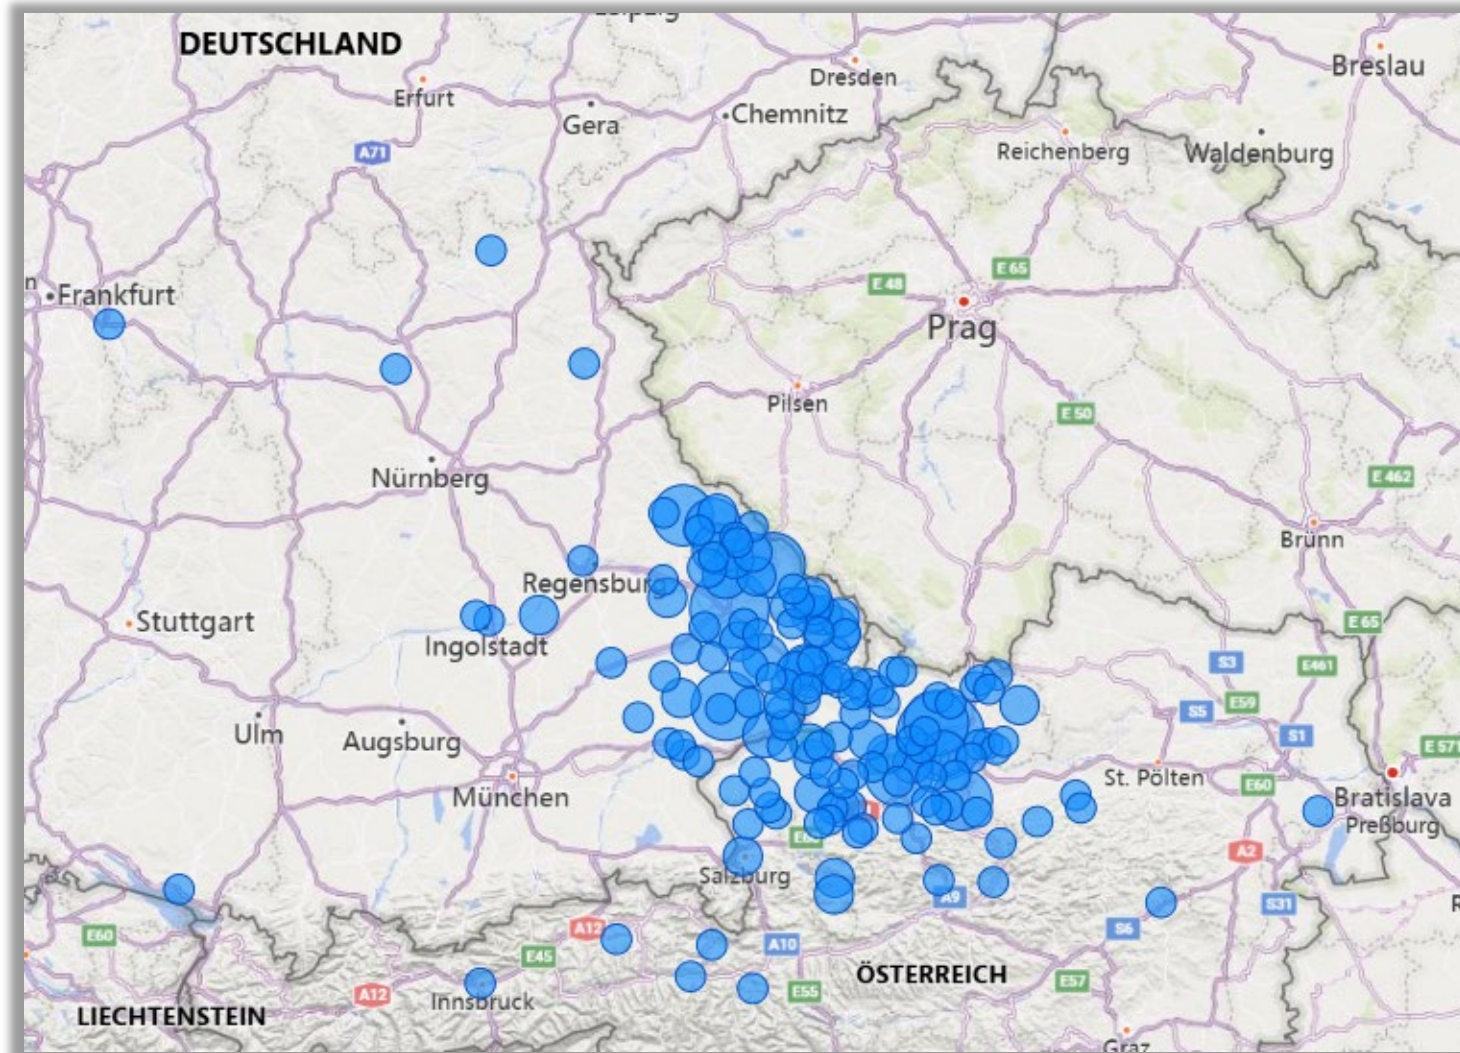 Leipzig
DEUTSCHLAND
Breslau
Dresden
Erfurt
Chemnitz
Gera
A71
Reichenberg
Waldenburg
E 65
E 48
n
Frankfurt
Prag
Pilsen
E 50
Nürnberg
E 462
Brünn
Regensburg
Stuttgart
E 65
Ingolstadt
S3
E461
E59
S5
Ulm
Augsburg
S1
E 571
St. Pölten
E60
München
Bratislava
Preßburg
A2
Salzburg
A9
S31
E60
A12
S6
E45
A10
ÖSTERREICH
E57
A12
Innsbruck
E55
LIECHTENSTEIN
Graz